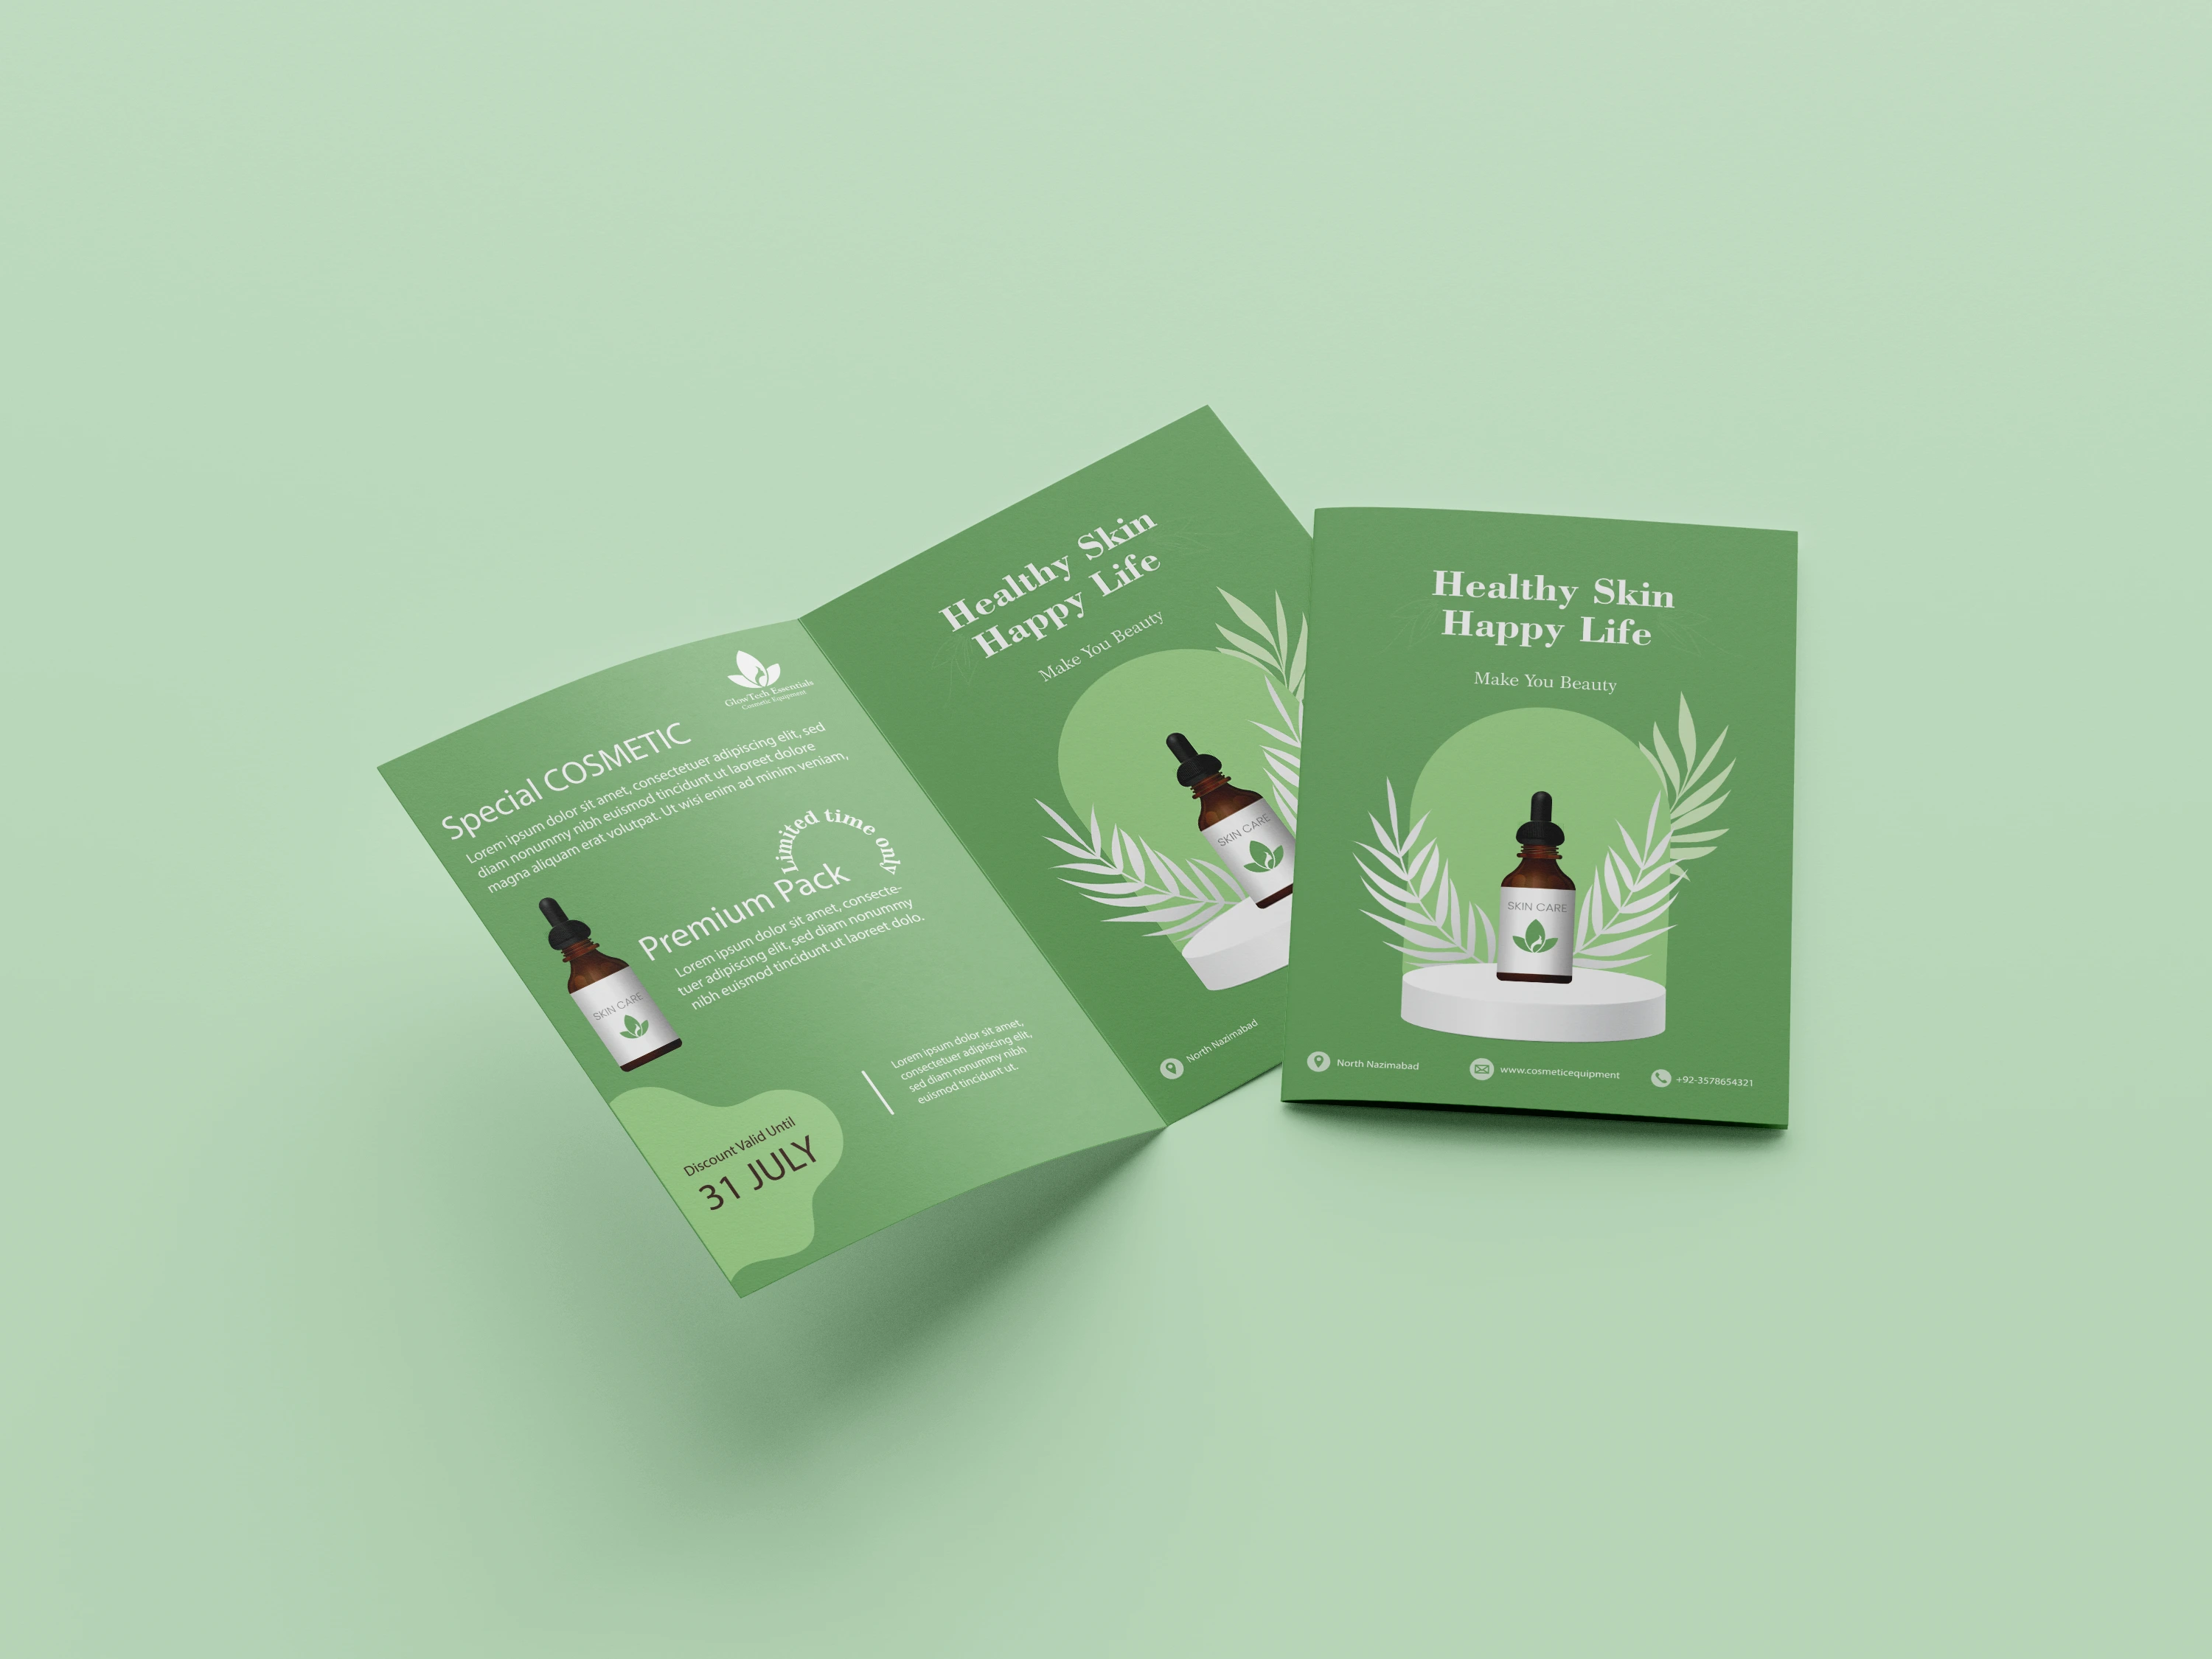 GlowTech Essentials
Cosmetic Equipment
Special COSMETIC
Lorem ipsum dolor sit amet, consectetuer adipiscing elit, sed
diam nonummy nibh euismod tincidunt ut laoreet dolore
magna aliquam erat volutpat. Ut wisi enim ad minim veniam,
Limited time only
Premium Pack
Lorem ipsum dolor sit amet, consecte-
tuer adipiscing elit, sed diam nonummy
nibh euismod tincidunt ut laoreet dolo.
SKIN CARE
Lorem ipsum dolor sit amet,
consectetuer adipiscing elit,
sed diam nonummy nibh
euismod tincidunt ut.
Discount Valid Until
31 JULY
Healthy Skin
Happy Life
Make You Beauty
SKIN CARE
North Nazimabad
Healthy Skin
Happy Life
Make You Beauty
SKIN CARE
North Nazimabad
www.cosmeticequipment
+92-3578654321